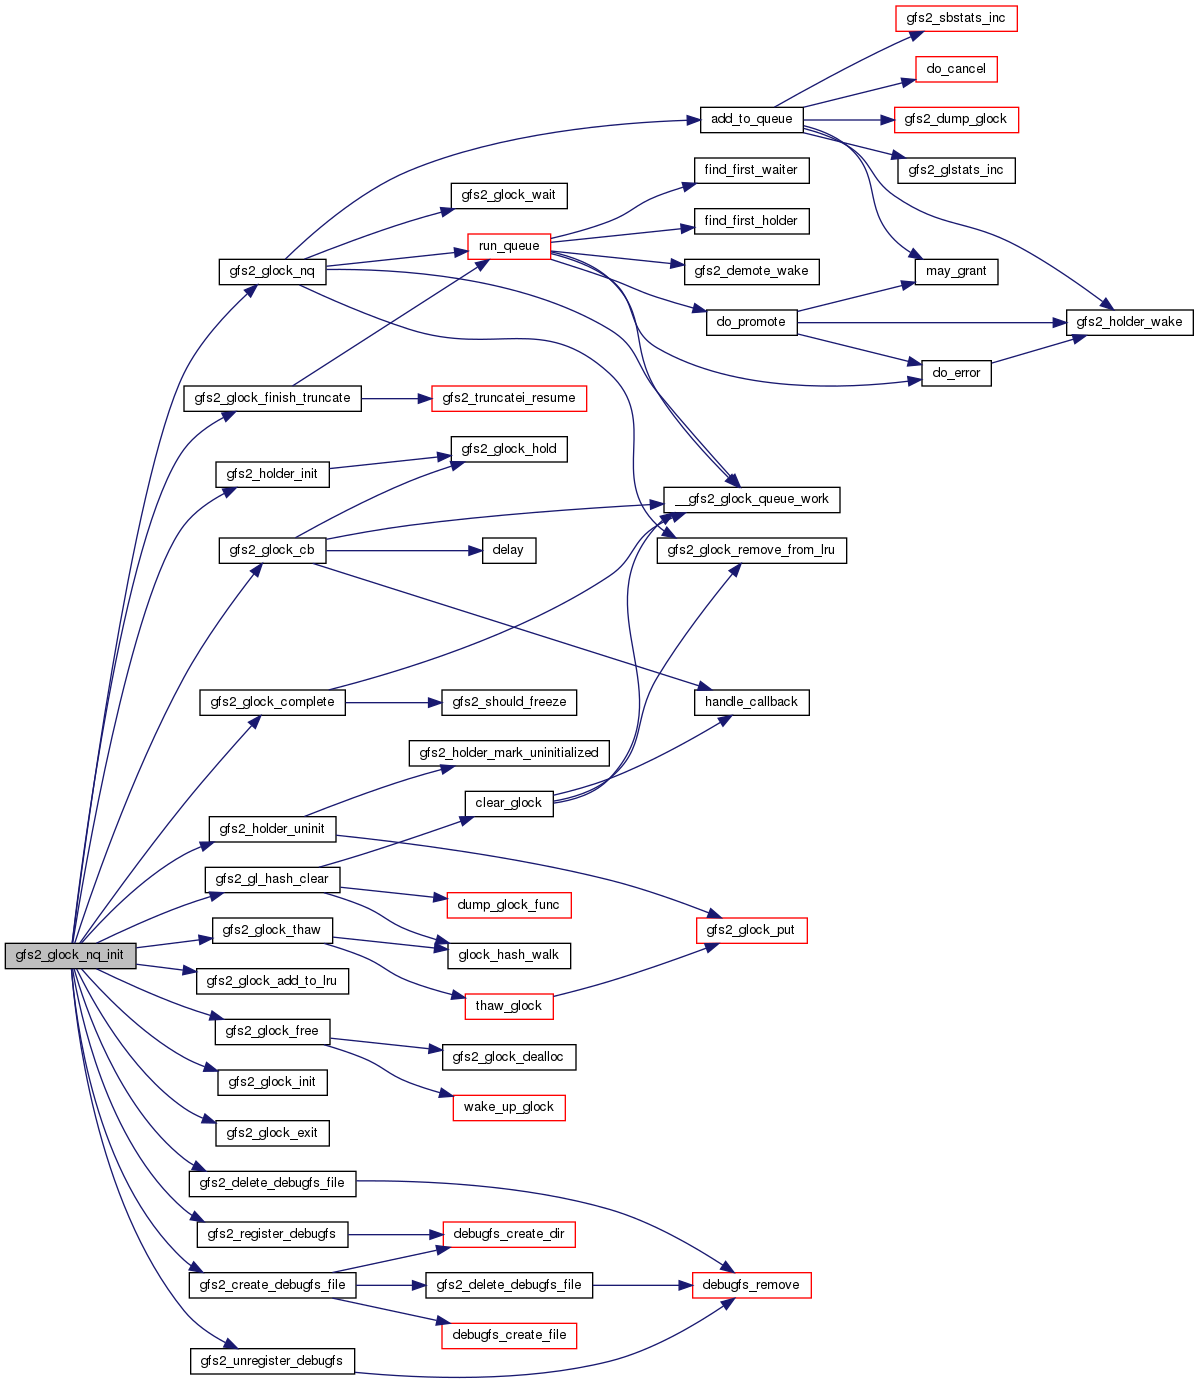 gfs2_sbstats_inc
do_cancel
add_to_queue
gfs2_dump_glock
find_first_waiter
gfs2_glstats_inc
gfs2_glock_wait
find_first_holder
run_queue
gfs2_glock_nq
gfs2_demote_wake
may_grant
do_promote
gfs2_holder_wake
do_error
gfs2_glock_finish_truncate
gfs2_truncatei_resume
gfs2_glock_hold
gfs2_holder_init
__gfs2_glock_queue_work
gfs2_glock_cb
delay
gfs2_glock_remove_from_lru
gfs2_glock_complete
gfs2_should_freeze
handle_callback
gfs2_holder_mark_uninitialized
clear_glock
gfs2_holder_uninit
gfs2_gl_hash_clear
dump_glock_func
gfs2_glock_thaw
gfs2_glock_put
gfs2_glock_nq_init
glock_hash_walk
gfs2_glock_add_to_lru
thaw_glock
gfs2_glock_free
gfs2_glock_dealloc
gfs2_glock_init
wake_up_glock
gfs2_glock_exit
gfs2_delete_debugfs_file
gfs2_register_debugfs
debugfs_create_dir
gfs2_create_debugfs_file
gfs2_delete_debugfs_file
debugfs_remove
debugfs_create_file
gfs2_unregister_debugfs